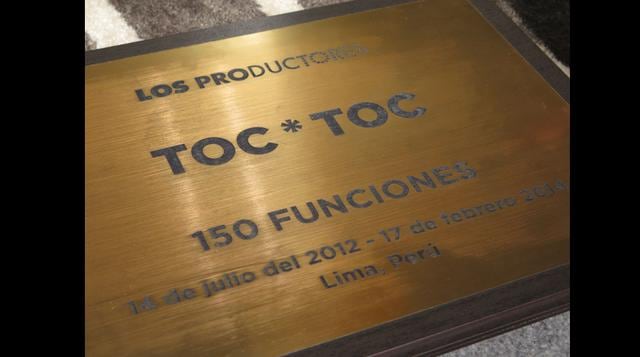 LOS PRODUCTORES
TOC * TOC
150 FUNCIONES
14 de julio del 2012 - 17 de febrero 2014
Lima, Perú